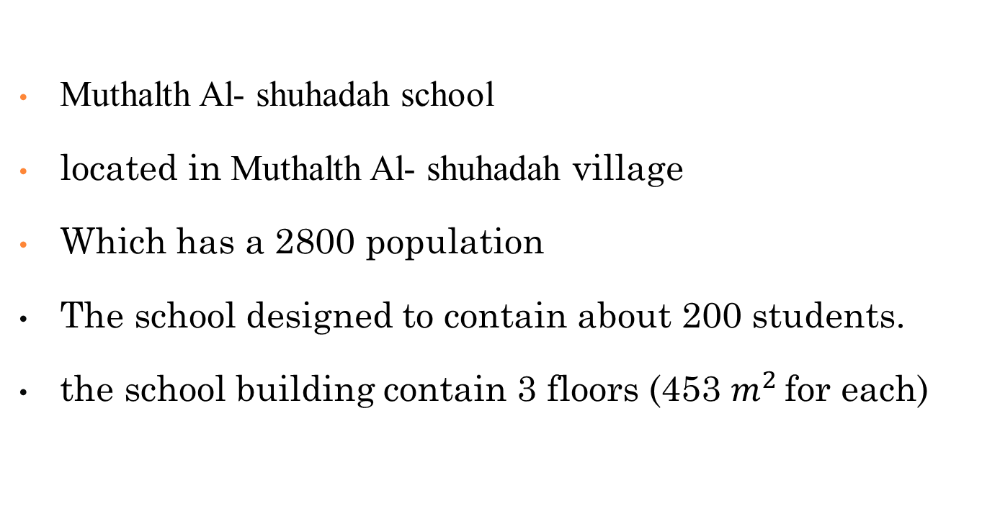 • Muthalth Al- shuhadah school
• located in Muthalth Al- shuhadah village
• Which has a 2800 population
• The school designed to contain about 200 students.
• the school building contain 3 floors (453 m² for each)